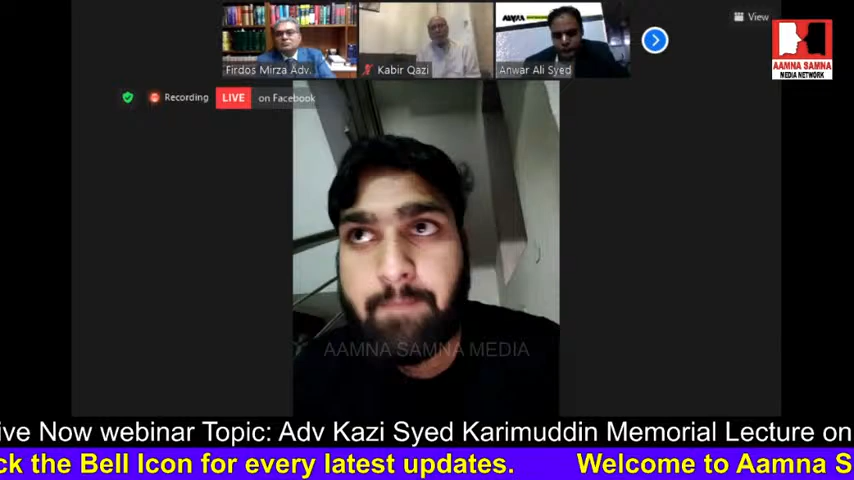 View
AAMNA SAMNA
MEDIA NETWORK
Firdos Mirza Adv.
Kabir Qazi
Anwar Ali Syed
Recording
LIVE
on Facebook
AAMNA SAMNA MEDIA
ive Now webinar Topic: Adv Kazi Syed Karimuddin Memorial Lecture on
ck the Bell Icon for every latest updates. Welcome to Aamna S